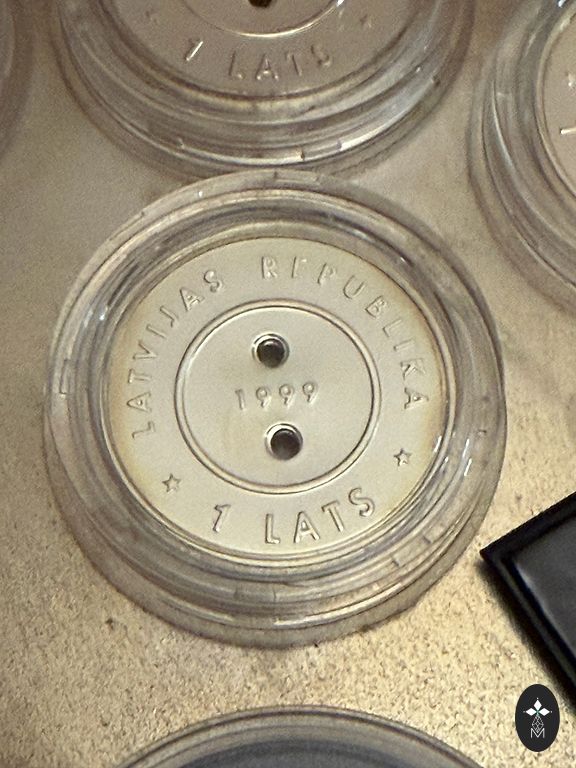 1 LATS
LATVIJAS REPUBLIKA
1999
1 LATS
M